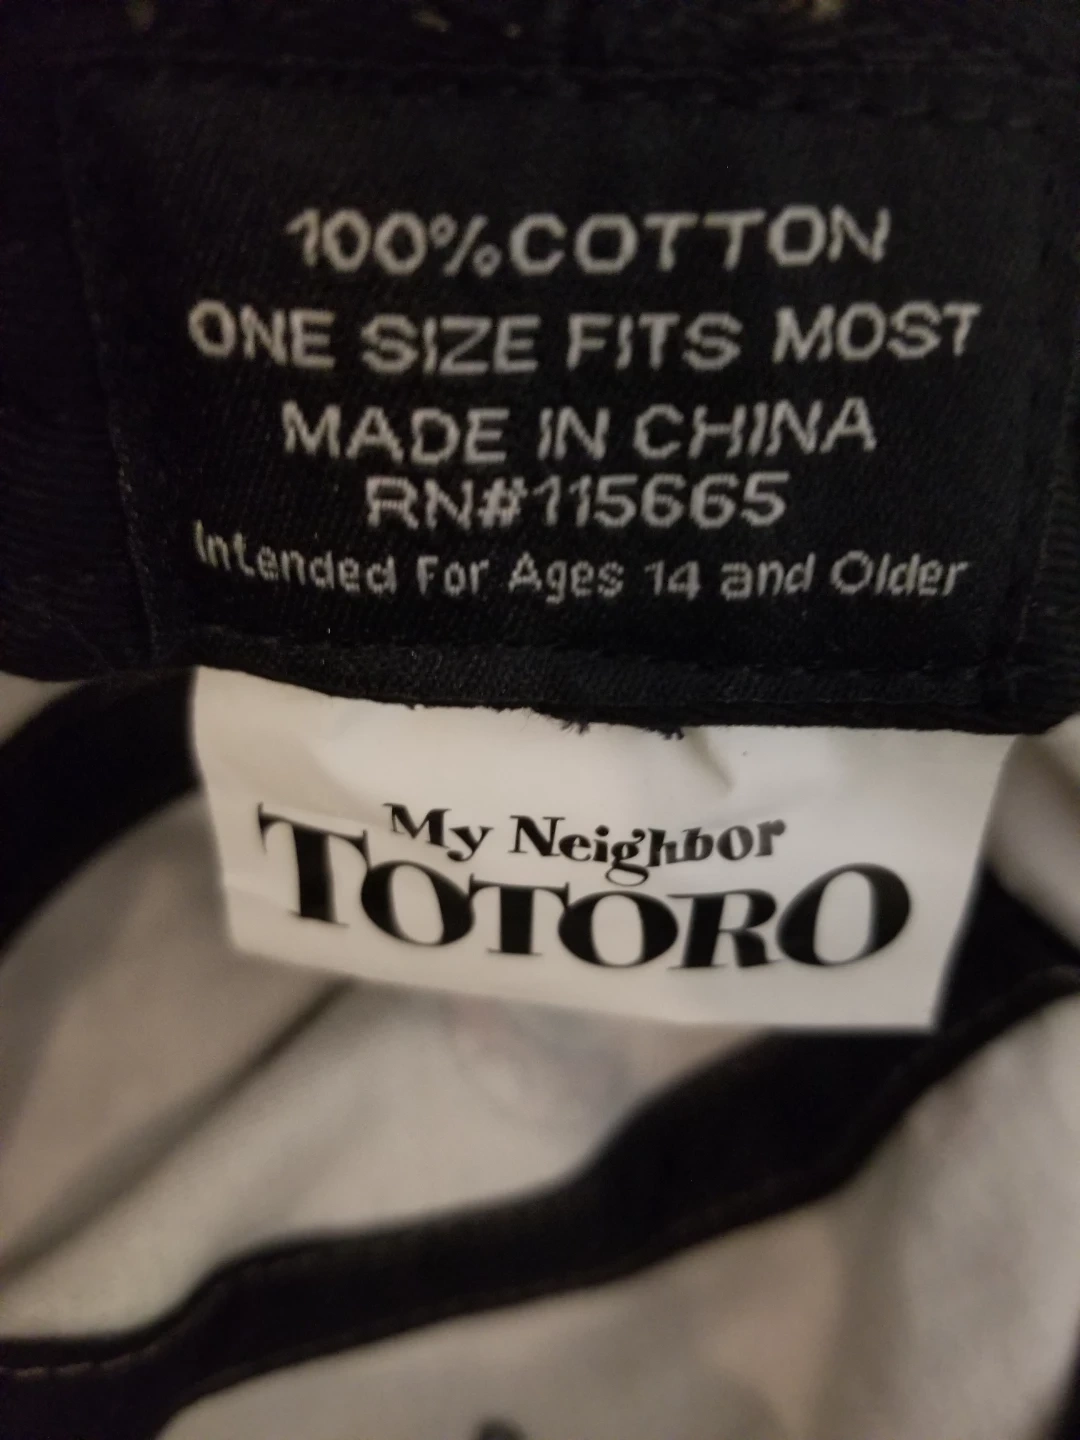 100%COTTON
ONE SIZE FITS MOST
MADE IN CHINA
RN#115665
Intended For Ages 14 and Older
My Neighbor
TOTORO